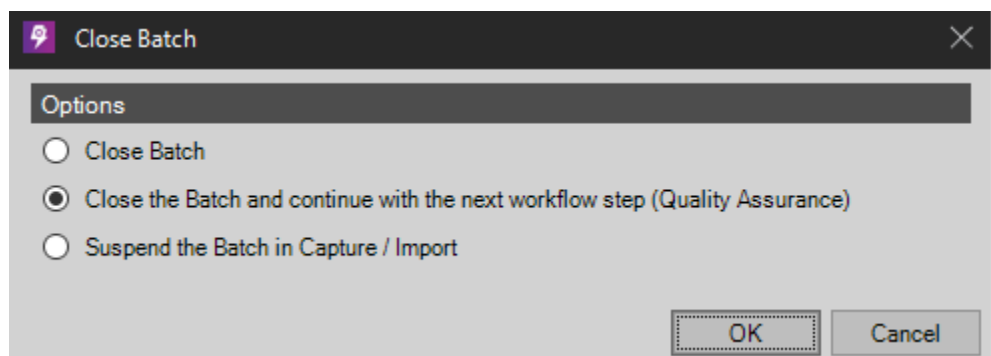 Close Batch
Options
Close Batch
Close the Batch and continue with the next workflow step (Quality Assurance)
Suspend the Batch in Capture / Import
OK Cancel